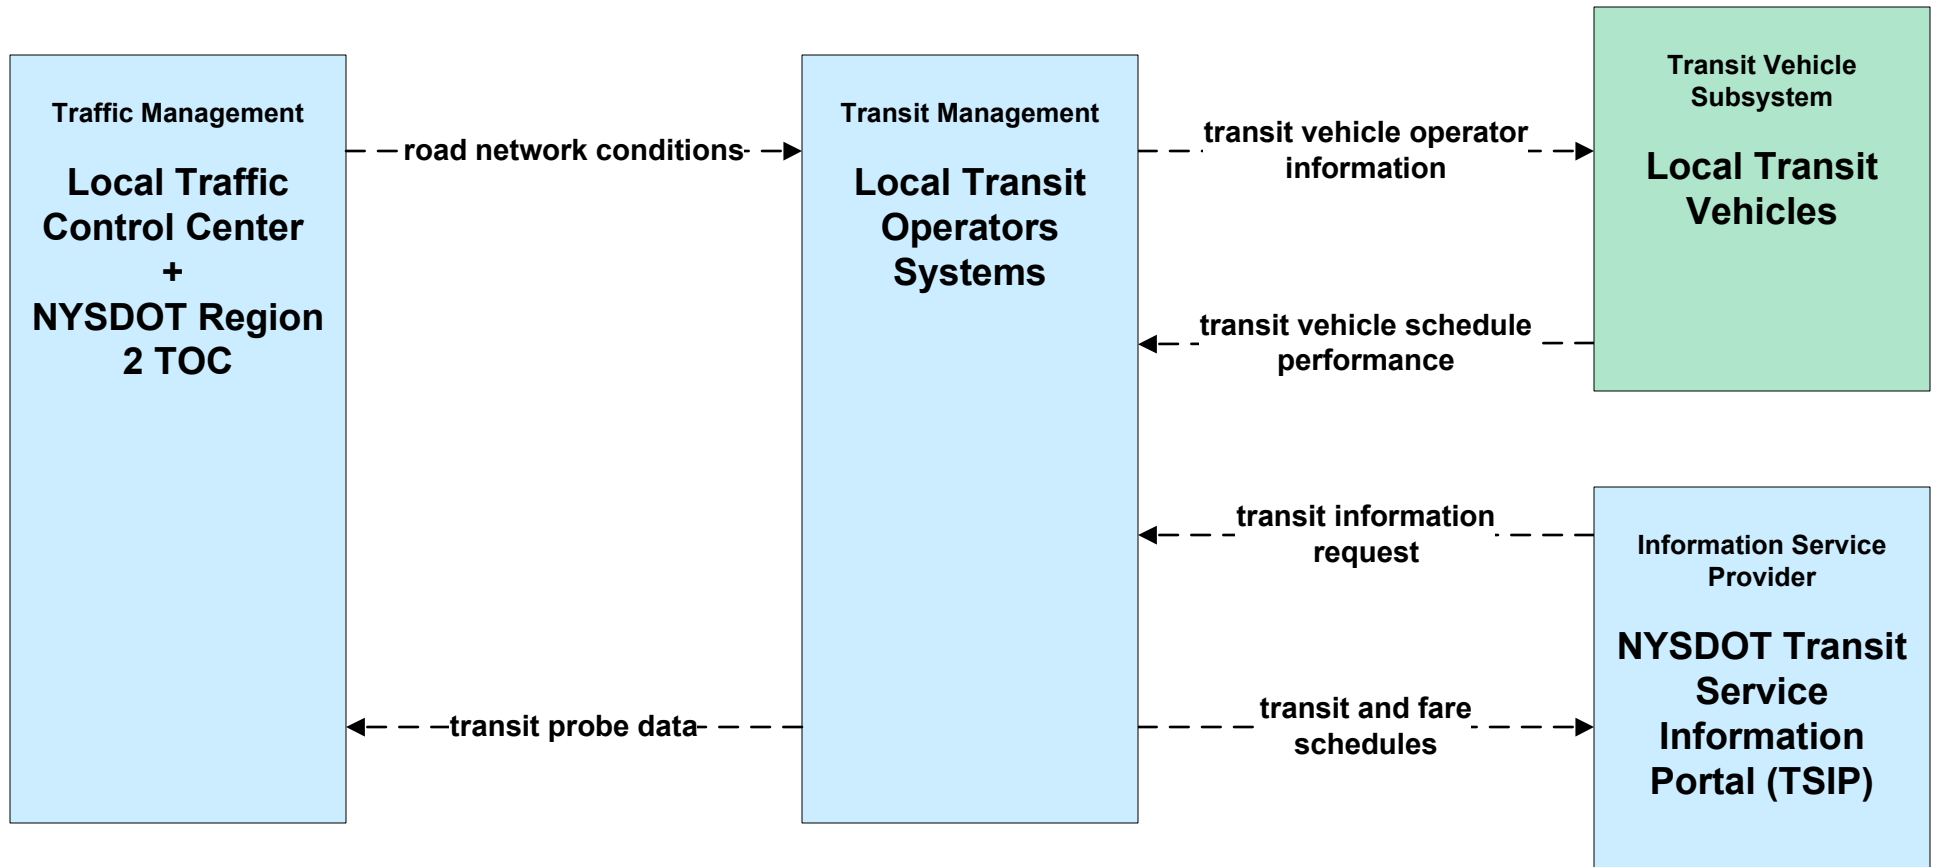 Traffic Management
Local Traffic
Control Center
+
NYSDOT Region
2 TOC
road network conditions
transit probe data
Transit Management
Local Transit
Operators
Systems
transit vehicle operator
information
transit vehicle schedule
performance
transit information
request
transit and fare
schedules
Transit Vehicle
Subsystem
Local Transit
Vehicles
Information Service
Provider
NYSDOT Transit
Service
Information
Portal (TSIP)